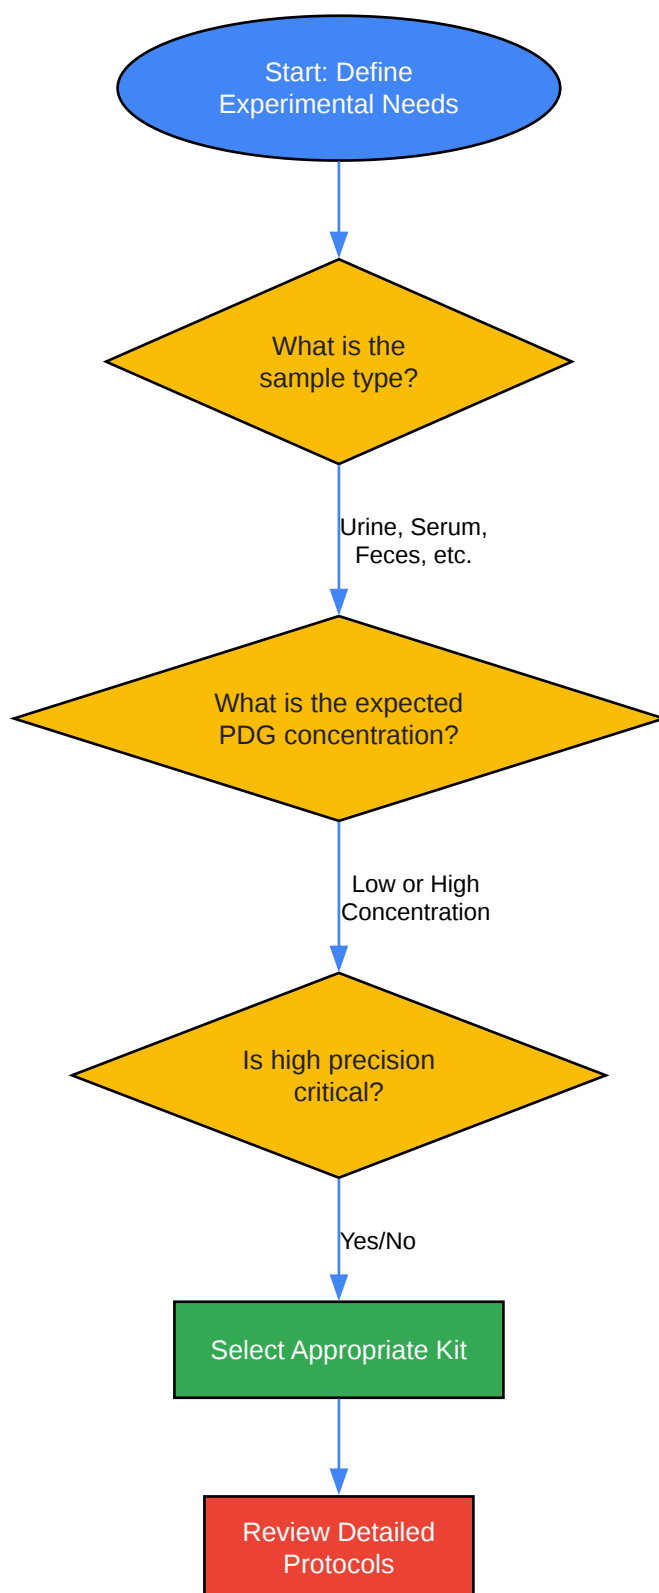 Start: Define
Experimental Needs
What is the
sample type?
Urine, Serum,
Feces, etc.
What is the expected
PDG concentration?
Low or High
Concentration
Is high precision
critical?
Yes/No
Select Appropriate Kit
Review Detailed
Protocols